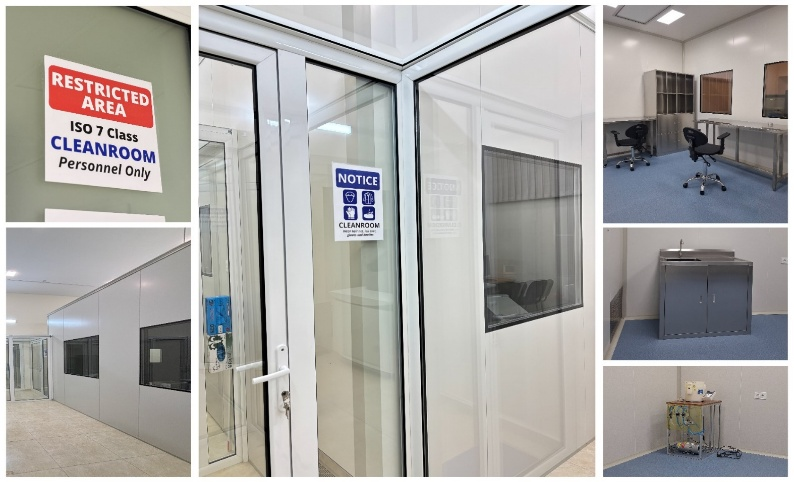 RESTRICTED
AREA
ISO 7 Class
CLEANROOM
Personnel Only
NOTICE
CLEANROOM